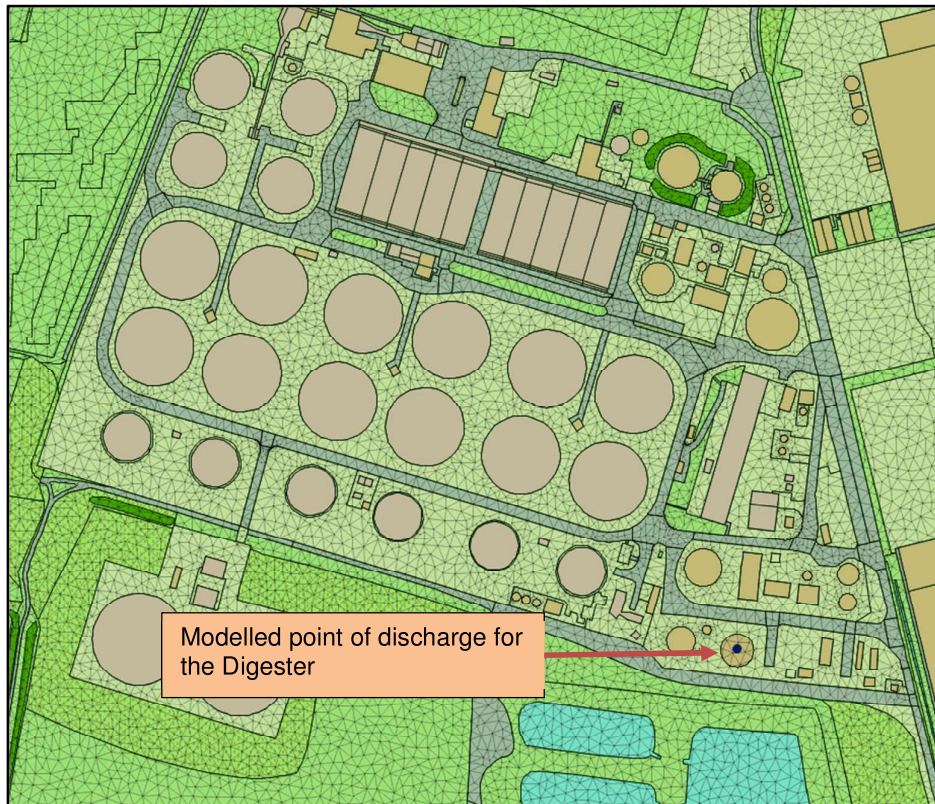 Modelled point of discharge for
the Digester